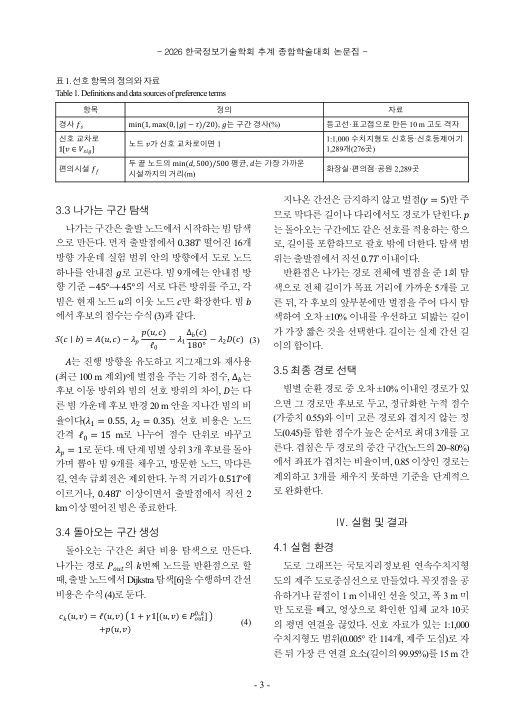 – 2026 한국정보기술학회 추계 종합학술대회 논문집 –
표 1. 선호 항목의 정의와 자료
Table 1. Definitions and data sources of preference terms
항목 정의 자료
경사 f_s min(1, max(0, |g| − τ)/20), g는 구간 경사(%) 등고선·표고점으로 만든 10 m 고도 격자
신호 교차로 1[v ∈ V_sig] 노드 v가 신호 교차로이면 1 1:1,000 수치지형도 신호등·신호등제어기 1,289개(276곳)
편의시설 f_f 두 끝 노드의 min(d, 500)/500 평균, d는 가장 가까운 시설까지의 거리(m) 화장실·편의점·공원 2,289곳
3.3 나가는 구간 탐색
나가는 구간은 출발 노드에서 시작하는 빔 탐색
으로 만든다. 먼저 출발점에서 0.38T 떨어진 16개
방향 가운데 실험 범위 안의 방향에서 도로 노드
하나를 안내점 g로 고른다. 빔 9개에는 안내점 방
향 기준 −45°~+45°의 서로 다른 방위를 주고, 각
빔은 현재 노드 u의 이웃 노드 c만 확장한다. 빔 b
에서 후보의 점수는 수식 (3)과 같다.
S(c | b) = A(u, c) − λ_p p(u, c)/ℓ_0 − λ_1 Δ_b(c)/180° − λ_2 D(c) (3)
A는 진행 방향을 유도하고 지그재그와 재사용
(최근 100 m 제외)에 벌점을 주는 기하 점수, Δ_b는
후보 이동 방위와 빔의 선호 방위의 차이, D는 다
른 빔 가운데 후보 반경 20 m 안을 지나간 빔의 비
율이다(λ_1 = 0.55, λ_2 = 0.35). 선호 비용은 노드
간격 ℓ_0 = 15 m로 나누어 점수 단위로 바꾸고
λ_p = 1로 둔다. 매 단계 빔별 상위 3개 후보를 돌아
가며 뽑아 빔 9개를 채우고, 방문한 노드, 막다른
길, 연속 급회전은 제외한다. 누적 거리가 0.51T에
이르거나, 0.48T 이상이면서 출발점에서 직선 2
km 이상 떨어진 빔은 종료한다.
3.4 돌아오는 구간 생성
돌아오는 구간은 최단 비용 탐색으로 만든다.
나가는 경로 P_out의 k번째 노드를 반환점으로 할
때, 출발 노드에서 Dijkstra 탐색[6]을 수행하며 간선
비용은 수식 (4)로 둔다.
c_k(u, v) = ℓ(u, v) (1 + γ1[(u, v) ∈ P_out^{0:k}])
+p(u, v) (4)
지나온 간선은 금지하지 않고 벌점(γ = 5)만 주
므로 막다른 길이나 다리에서도 경로가 닫힌다. p
는 돌아오는 구간에도 같은 선호를 적용하는 항으
로, 길이를 포함하므로 괄호 밖에 더한다. 탐색 범
위는 출발점에서 직선 0.7T 이내이다.
반환점은 나가는 경로 전체에 벌점을 준 1회 탐
색으로 전체 길이가 목표 거리에 가까운 5개를 고
른 뒤, 각 후보의 앞부분에만 벌점을 주어 다시 탐
색하여 오차 ±10% 이내를 우선하고 되밟는 길이
가 가장 짧은 것을 선택한다. 길이는 실제 간선 길
이의 합이다.
3.5 최종 경로 선택
빔별 순환 경로 중 오차 ±10% 이내인 경로가 있
으면 그 경로만 후보로 두고, 정규화한 누적 점수
(가중치 0.55)와 이미 고른 경로와 겹치지 않는 정
도(0.45)를 합한 점수가 높은 순서로 최대 3개를 고
른다. 겹침은 두 경로의 중간 구간(노드의 20~80%)
에서 좌표가 겹치는 비율이며, 0.85 이상인 경로는
제외하고 3개를 채우지 못하면 기준을 단계적으
로 완화한다.
IV. 실험 및 결과
4.1 실험 환경
도로 그래프는 국토지리정보원 연속수치지형
도의 제주 도로중심선으로 만들었다. 꼭짓점을 공
유하거나 끝점이 1 m 이내인 선을 잇고, 폭 3 m 미
만 도로를 빼고, 영상으로 확인한 입체 교차 10곳
의 평면 연결을 끊었다. 신호 자료가 있는 1:1,000
수치지형도 범위(0.005° 칸 114개, 제주 도심)로 자
른 뒤 가장 큰 연결 요소(길이의 99.95%)를 15 m 간
- 3 -